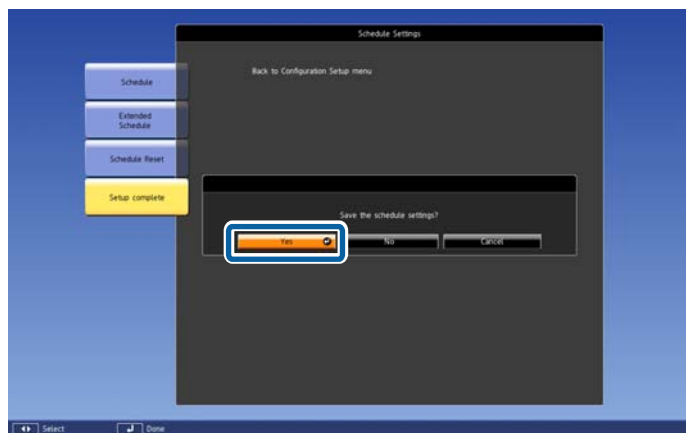 Schedule Settings
Schedule
Extended
Schedule
Schedule Reset
Setup complete
Back to Configuration Setup menu
Save the schedule settings?
Yes No Cancel
Select Done